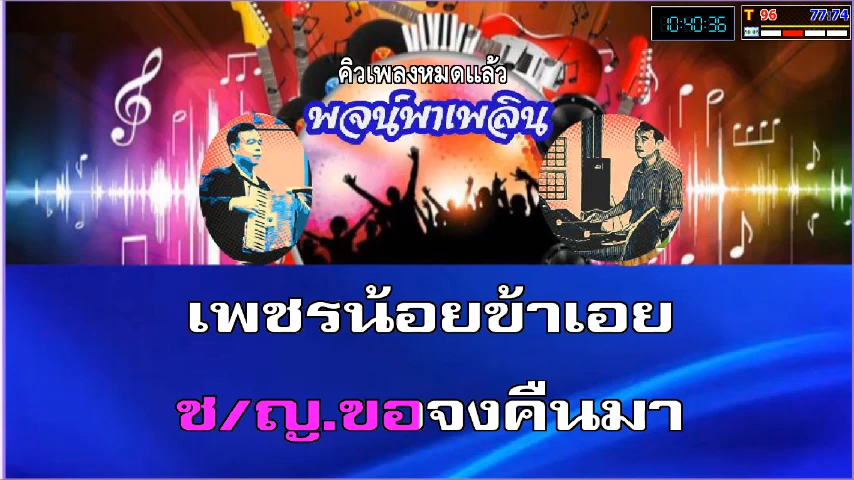 10:40:36
T 96 77:74
คิวเพลงหมดแล้ว
พจน์พาเพลิน
เพชรน้อยข้าเอย
ช/ญ.ขอจงคืนมา